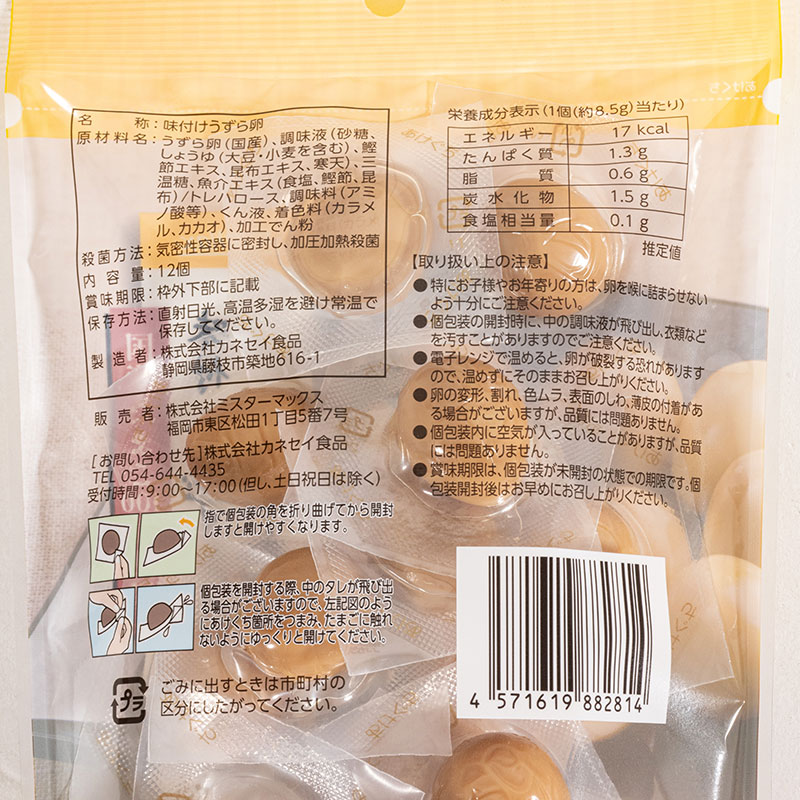 名　　称：味付けうずら卵
原材料名：うずら卵（国産）、調味液（砂糖、
しょうゆ（大豆・小麦を含む）、鰹
節エキス、昆布エキス、寒天）、三
温糖、魚介エキス（食塩、鰹節、昆
布）/トレハロース、調味料（アミ
ノ酸等）、くん液、着色料（カラメ
ル、カカオ）、加工でん粉
殺菌方法：気密性容器に密封し、加圧加熱殺菌
内容量：12個
賞味期限：枠外下部に記載
保存方法：直射日光、高温多湿を避け常温で
保存してください。
製造者：株式会社カネセイ食品
静岡県藤枝市築地616-1
販売者：株式会社ミスターマックス
福岡市東区松田1丁目5番7号
[お問い合わせ先]株式会社カネセイ食品
TEL 054-644-4435
受付時間：9:00〜17:00（但し、土日祝日は除く）
指で個包装の角を折り曲げてから開封
しますと開けやすくなります。
個包装を開封する際、中のタレが飛び出
る場合がございますので、左記図のよう
にあけくち箇所をつまみ、たまごに触れ
ないようにゆっくりと開けてください。
プラ
ごみに出すときは市町村の
区分にしたがってください。
栄養成分表示（1個（約8.5g）当たり）
エネルギー 17 kcal
たんぱく質 1.3 g
脂質 0.6 g
炭水化物 1.5 g
食塩相当量 0.1 g
推定値
【取り扱い上の注意】
●特にお子様やお年寄りの方は、卵を喉に詰まらせない
よう十分にご注意ください。
●個包装の開封時に、中の調味液が飛び出し、衣類など
を汚すことがありますのでご注意ください。
●電子レンジで温めると、卵が破裂する恐れがあります
ので、温めずにそのままお召し上がりください。
●卵の変形、割れ、色ムラ、表面のしわ、薄皮の付着があ
る場合がございますが、品質には問題ありません。
●個包装内に空気が入っていることがありますが、品質
には問題ありません。
●賞味期限は、個包装が未開封の状態での期限です。個
包装開封後はお早めにお召し上がりください。
4 571619 882814
あけくち